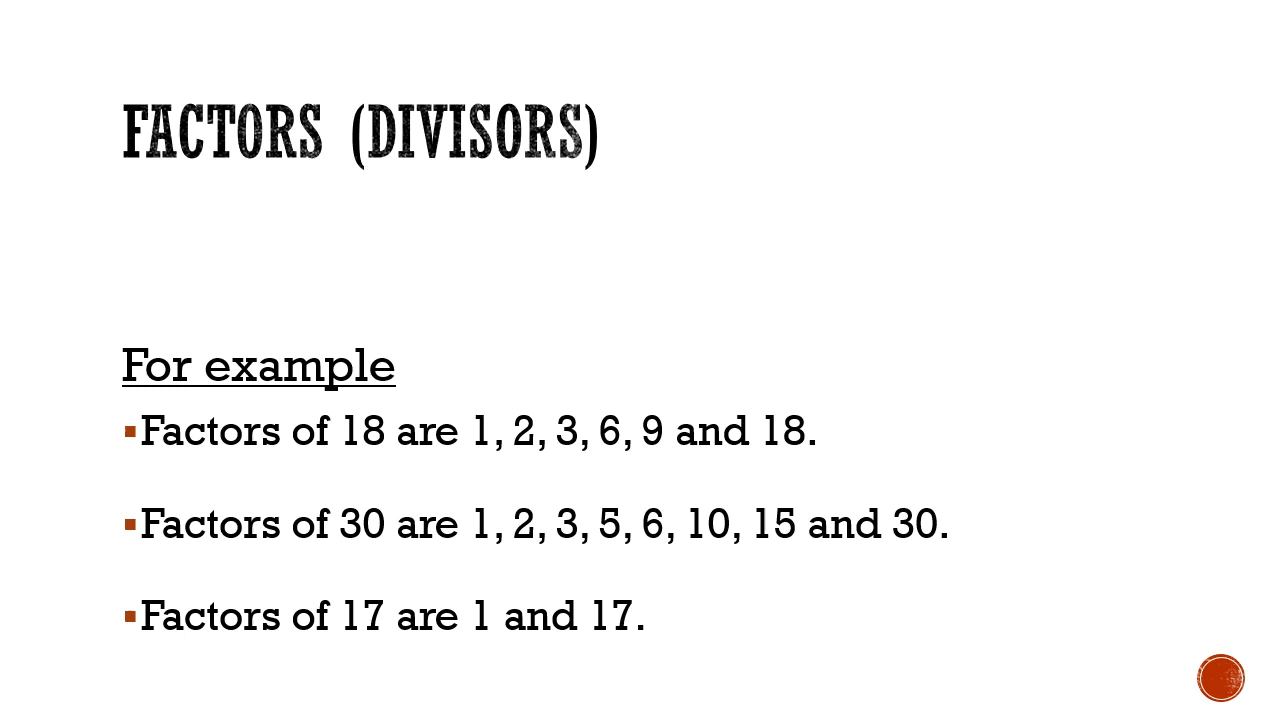 FACTORS (DIVISORS)
For example
▪Factors of 18 are 1, 2, 3, 6, 9 and 18.
▪Factors of 30 are 1, 2, 3, 5, 6, 10, 15 and 30.
▪Factors of 17 are 1 and 17.